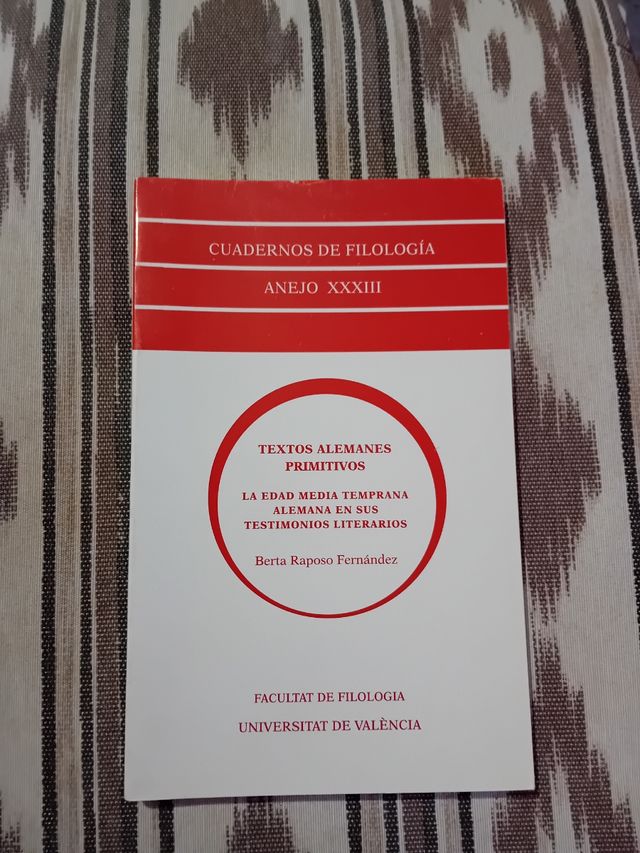 CUADERNOS DE FILOLOGÍA
ANEJO XXXIII
TEXTOS ALEMANES
PRIMITIVOS
LA EDAD MEDIA TEMPRANA
ALEMANA EN SUS
TESTIMONIOS LITERARIOS
Berta Raposo Fernández
FACULTAT DE FILOLOGIA
UNIVERSITAT DE VALÈNCIA